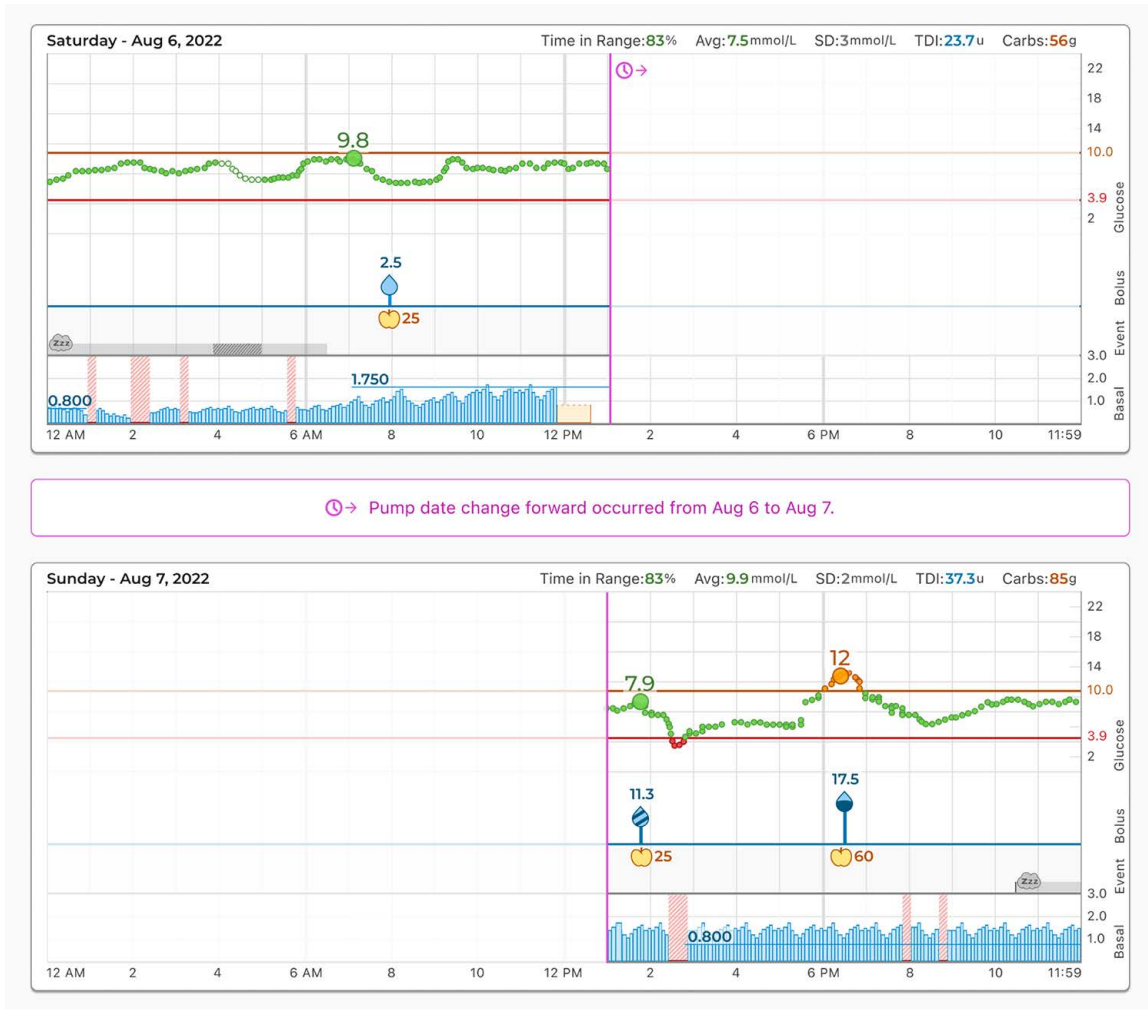 Saturday - Aug 6, 2022 Time in Range:83% Avg:7.5mmol/L SD:3mmol/L TDI:23.7u Carbs:56g
22
18
14
10.0
9.8
3.9
2
Glucose
2.5
Bolus
25
Event
Zzz
3.0
2.0
1.0
Basal
1.750
0.800
12 AM 2 4 6 AM 8 10 12 PM 2 4 6 PM 8 10 11:59
Pump date change forward occurred from Aug 6 to Aug 7.
Sunday - Aug 7, 2022 Time in Range:83% Avg:9.9mmol/L SD:2mmol/L TDI:37.3u Carbs:85g
22
18
14
12
10.0
7.9
3.9
2
Glucose
17.5
11.3
Bolus
25 60
Event
Zzz
3.0
2.0
1.0
Basal
0.800
12 AM 2 4 6 AM 8 10 12 PM 2 4 6 PM 8 10 11:59